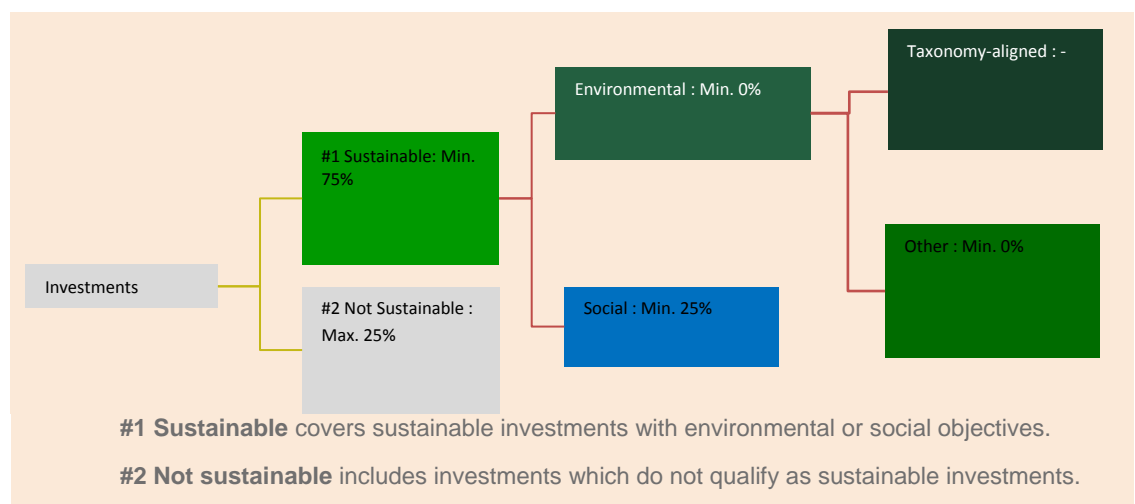 Taxonomy-aligned : -
Environmental : Min. 0%
#1 Sustainable: Min.
75%
Other : Min. 0%
Investments
#2 Not Sustainable :
Max. 25%
Social : Min. 25%
#1 Sustainable covers sustainable investments with environmental or social objectives.
#2 Not sustainable includes investments which do not qualify as sustainable investments.